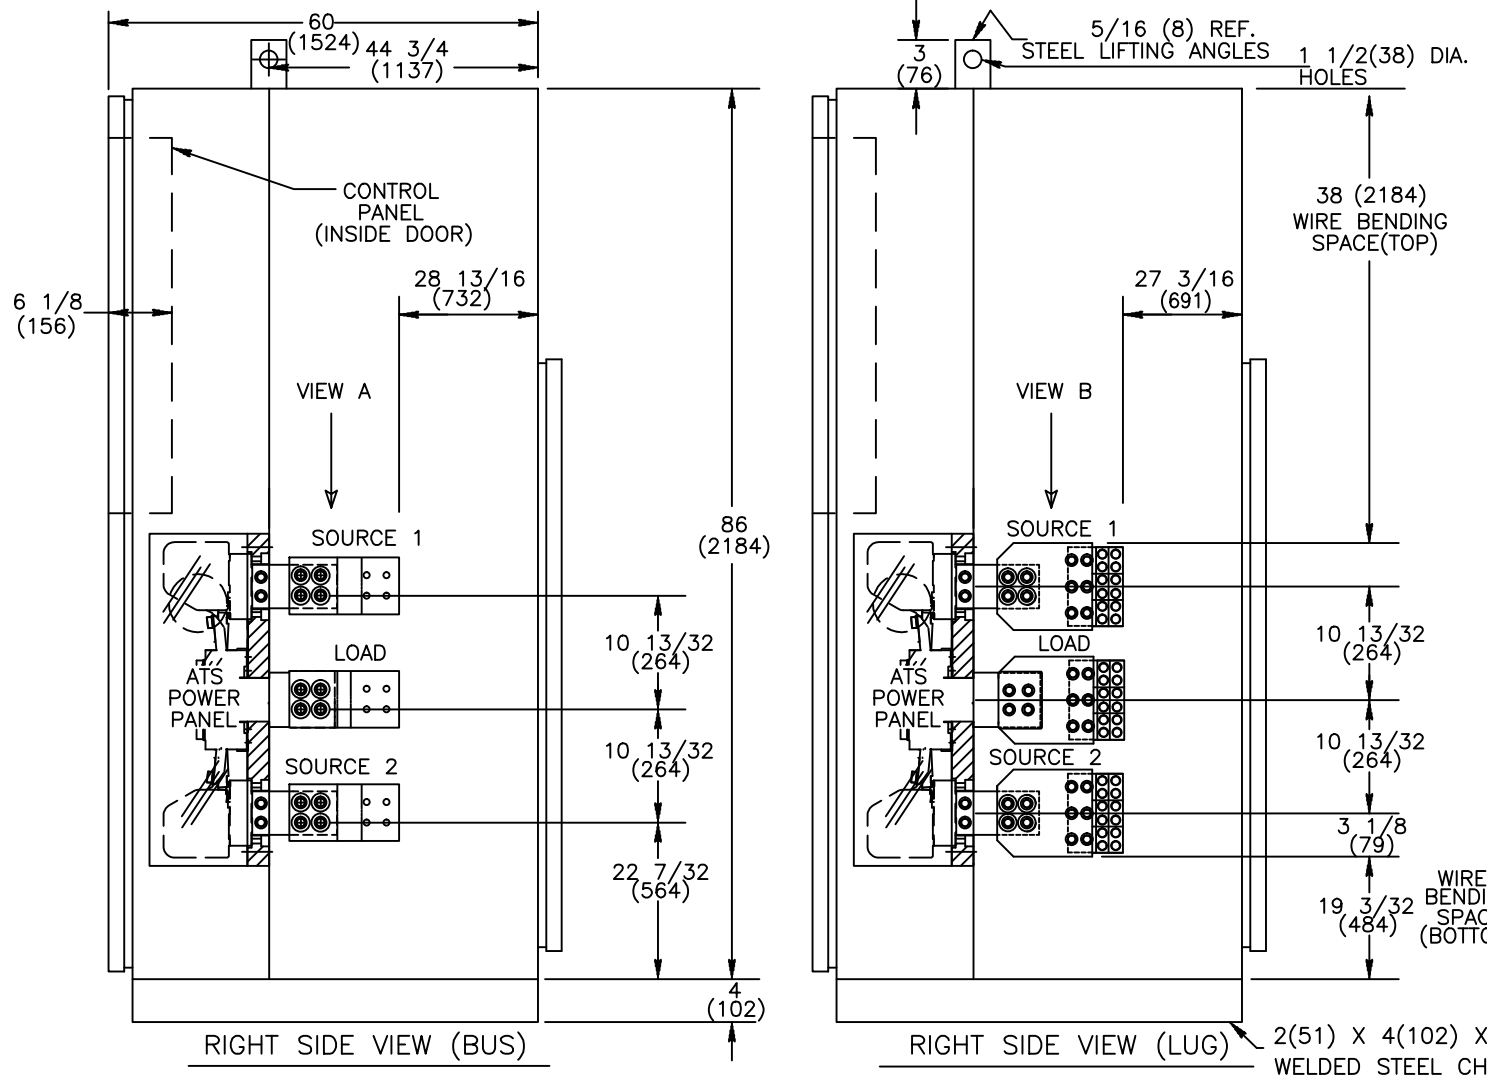 60
(1524)
44 3/4
(1137)
3
(76)
5/16 (8) REF.
STEEL LIFTING ANGLES
1 1/2(38) DIA.
HOLES
CONTROL
PANEL
(INSIDE DOOR)
6 1/8
(156)
28 13/16
(732)
VIEW A
SOURCE 1
LOAD
ATS
POWER
PANEL
SOURCE 2
86
(2184)
10 13/32
(264)
10 13/32
(264)
22 7/32
(564)
4
(102)
RIGHT SIDE VIEW (BUS)
38 (2184)
WIRE BENDING
SPACE(TOP)
27 3/16
(691)
VIEW B
SOURCE 1
LOAD
ATS
POWER
PANEL
SOURCE 2
10 13/32
(264)
10 13/32
(264)
3 1/8
(79)
19 3/32
(484)
WIRE
BENDI
SPAC
(BOTTO
RIGHT SIDE VIEW (LUG)
2(51) X 4(102) X
WELDED STEEL CH